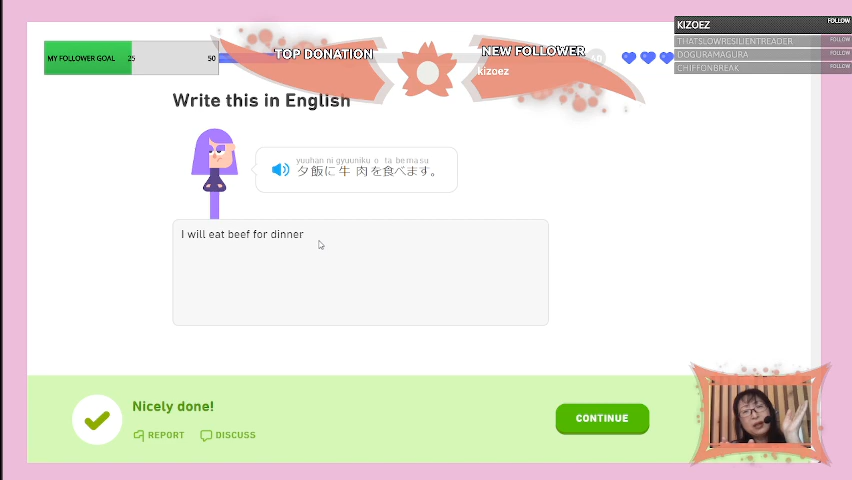 KIZOEZ
FOLLOW
THATSLOWRESILIENTREADER
FOLLOW
DOGURAMAGURA
FOLLOW
CHIFFONBREAK
FOLLOW
MY FOLLOWER GOAL
25
50
TOP DONATION
NEW FOLLOWER
kizoez
Write this in English
yuuhan ni gyuuniku o ta be masu
夕飯に牛肉を食べます。
I will eat beef for dinner
Nicely done!
REPORT
DISCUSS
CONTINUE